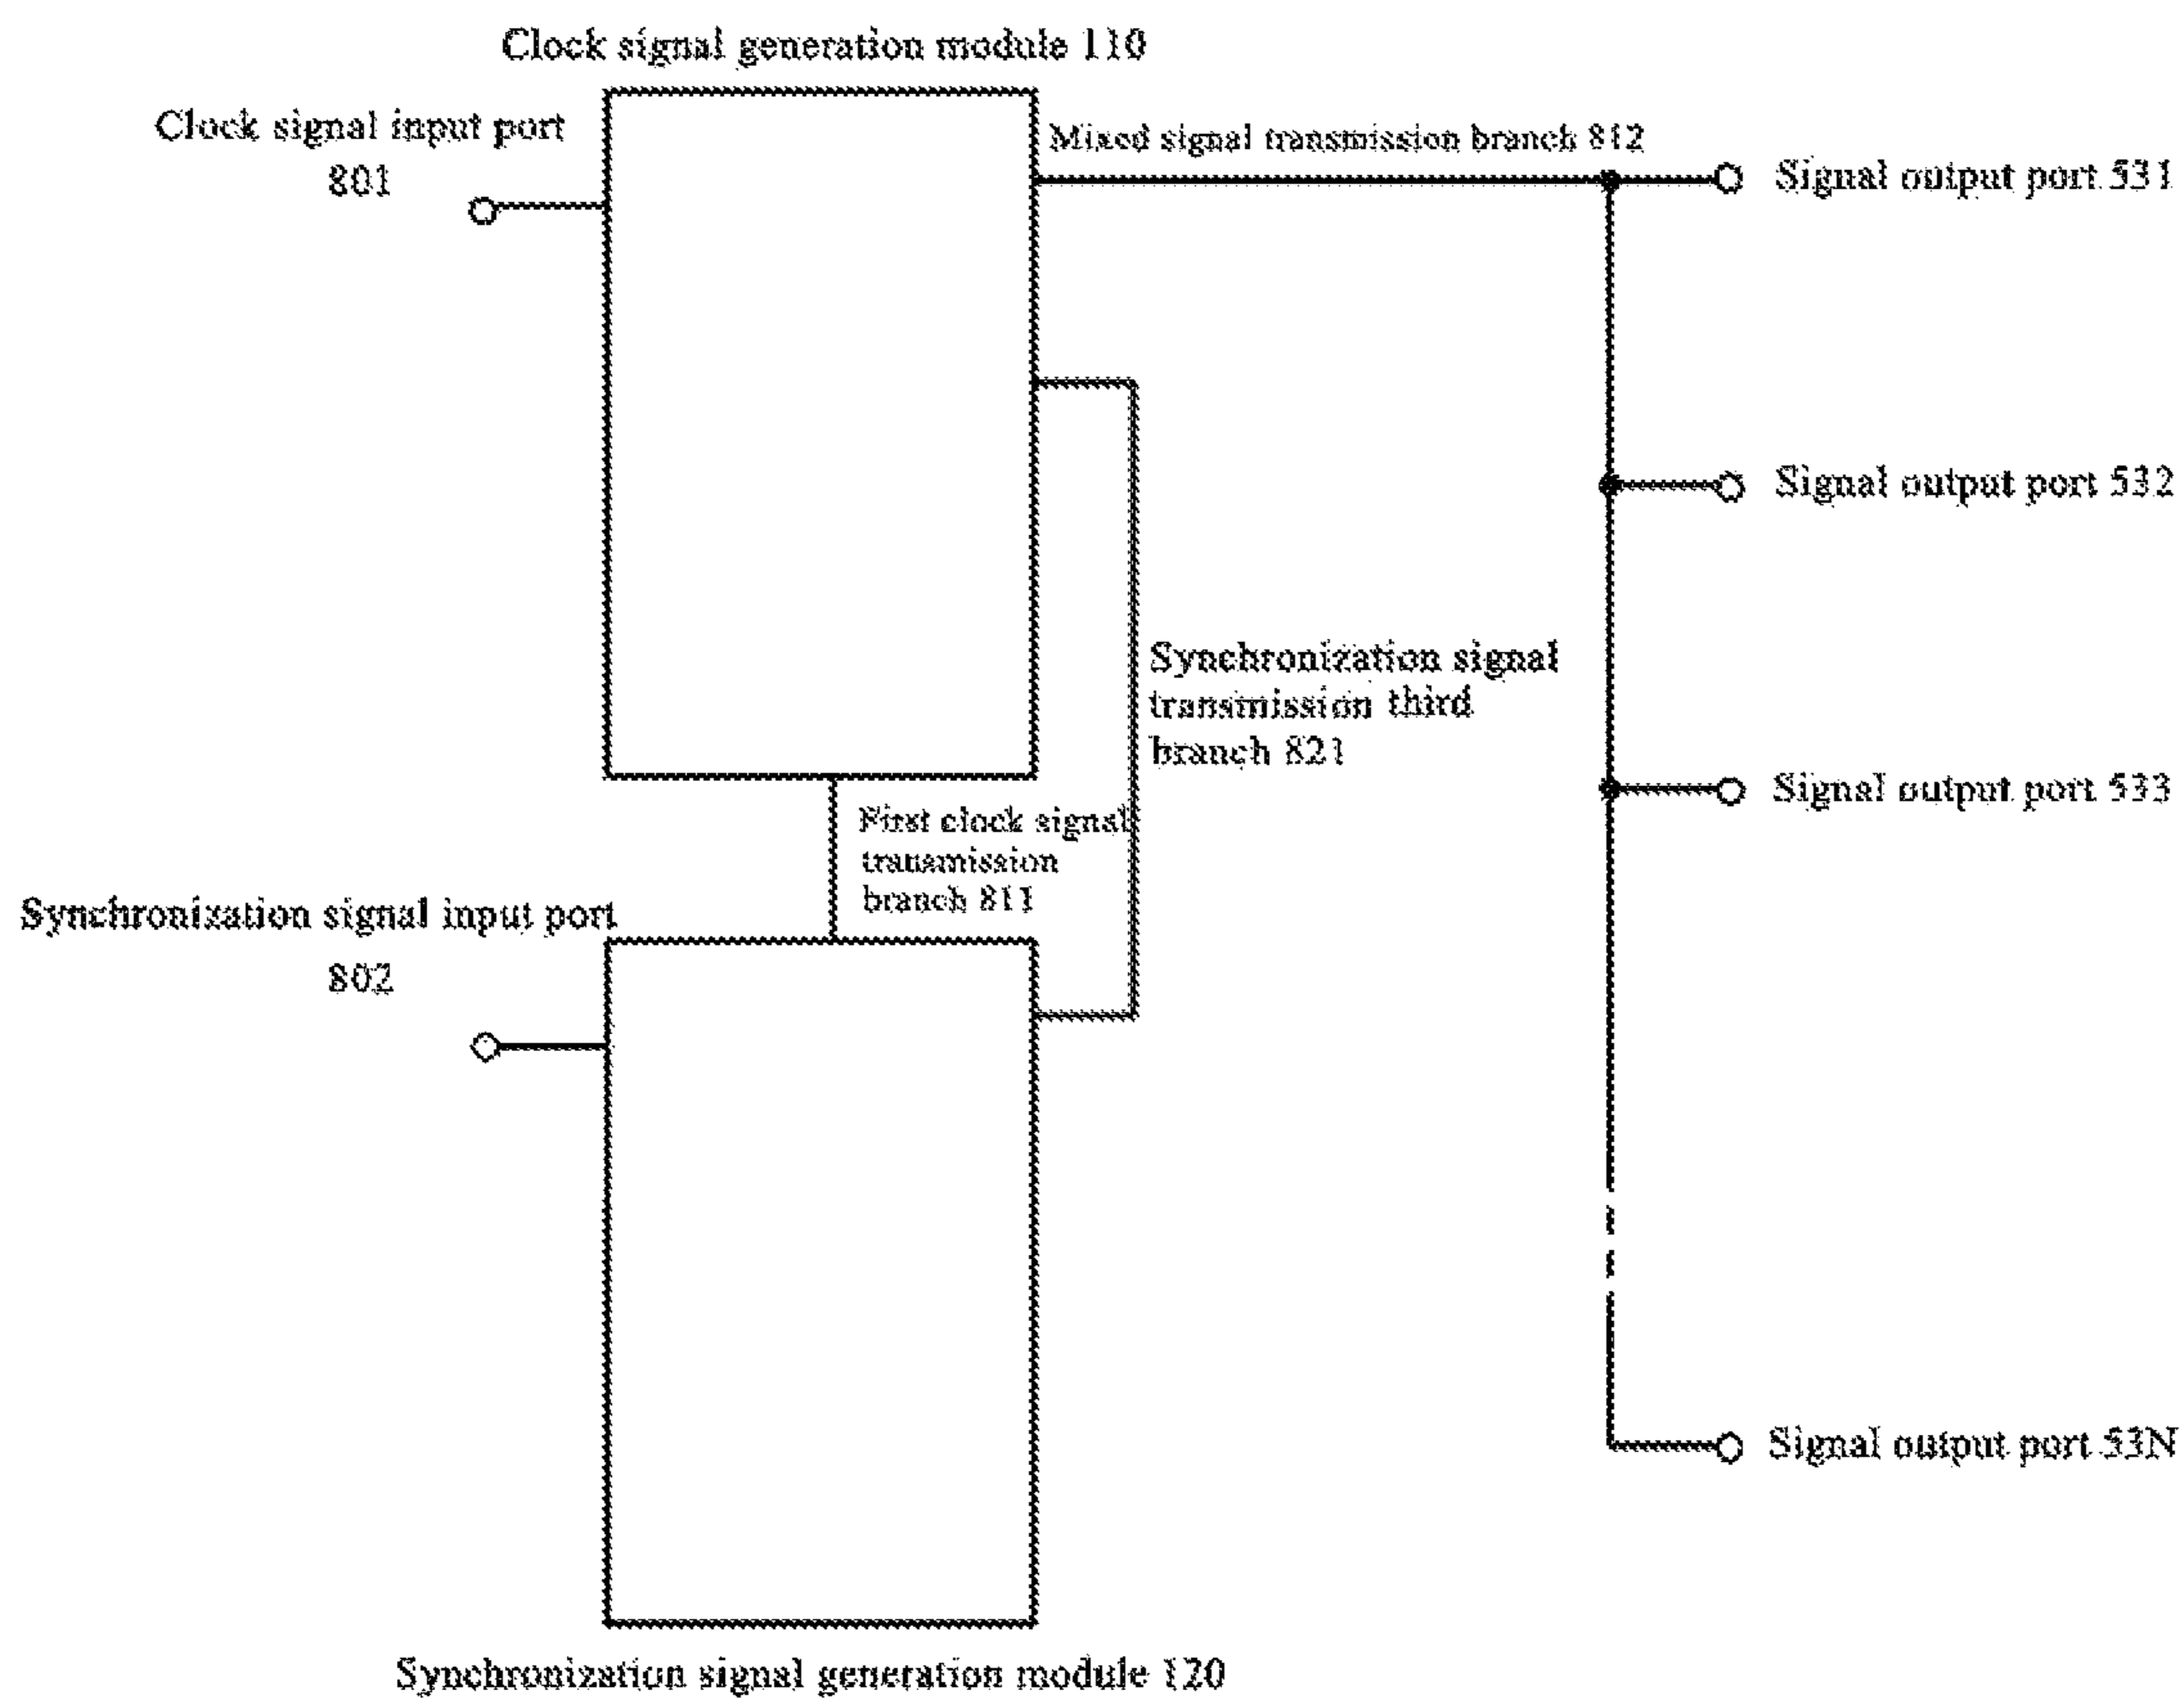 Clock signal generation module 110
Clock signal input port
801
Mixed signal transmission branch 812
Signal output port 531
Signal output port 532
Synchronization signal
transmission third
branch 821
Signal output port 533
First clock signal
transmission
branch 811
Synchronization signal input port
802
Signal output port 53N
Synchronization signal generation module 120